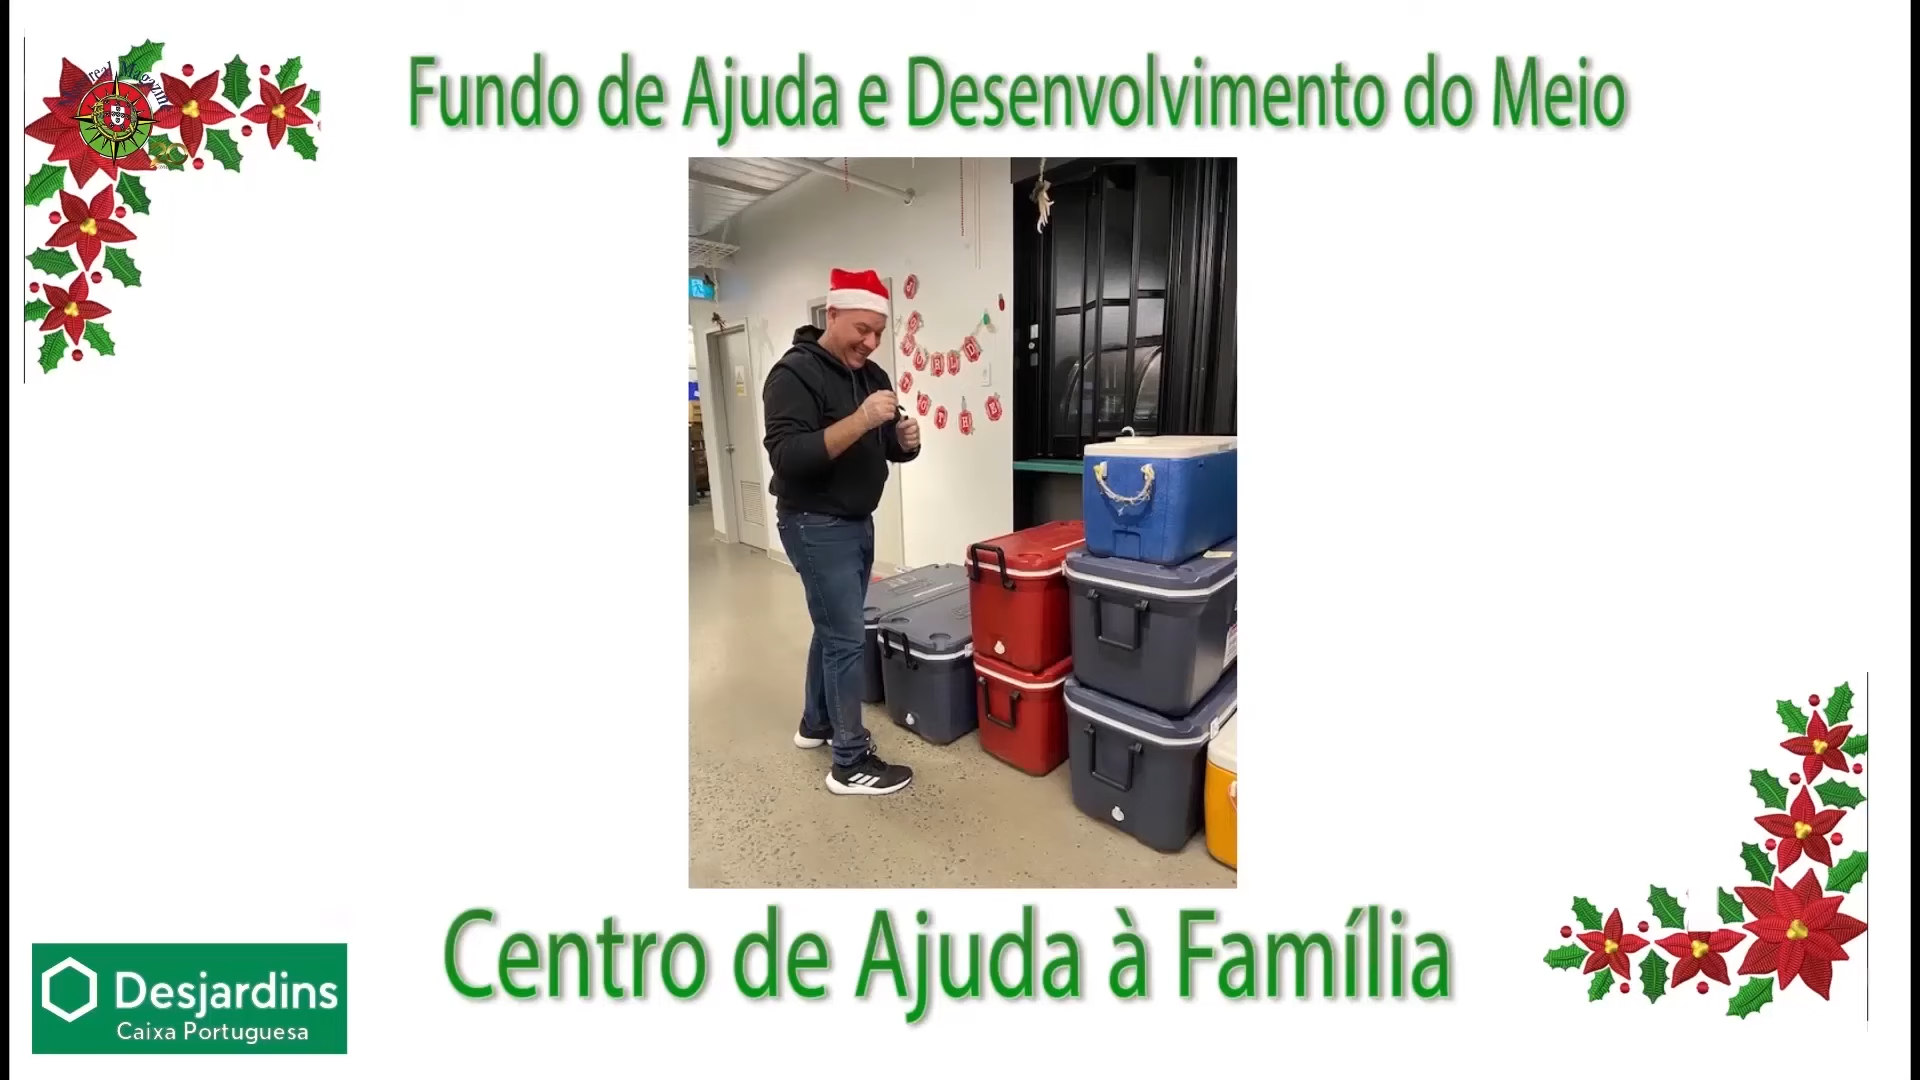 Fundo de Ajuda e Desenvolvimento do Meio
Centro de Ajuda à Família
Desjardins
Caixa Portuguesa